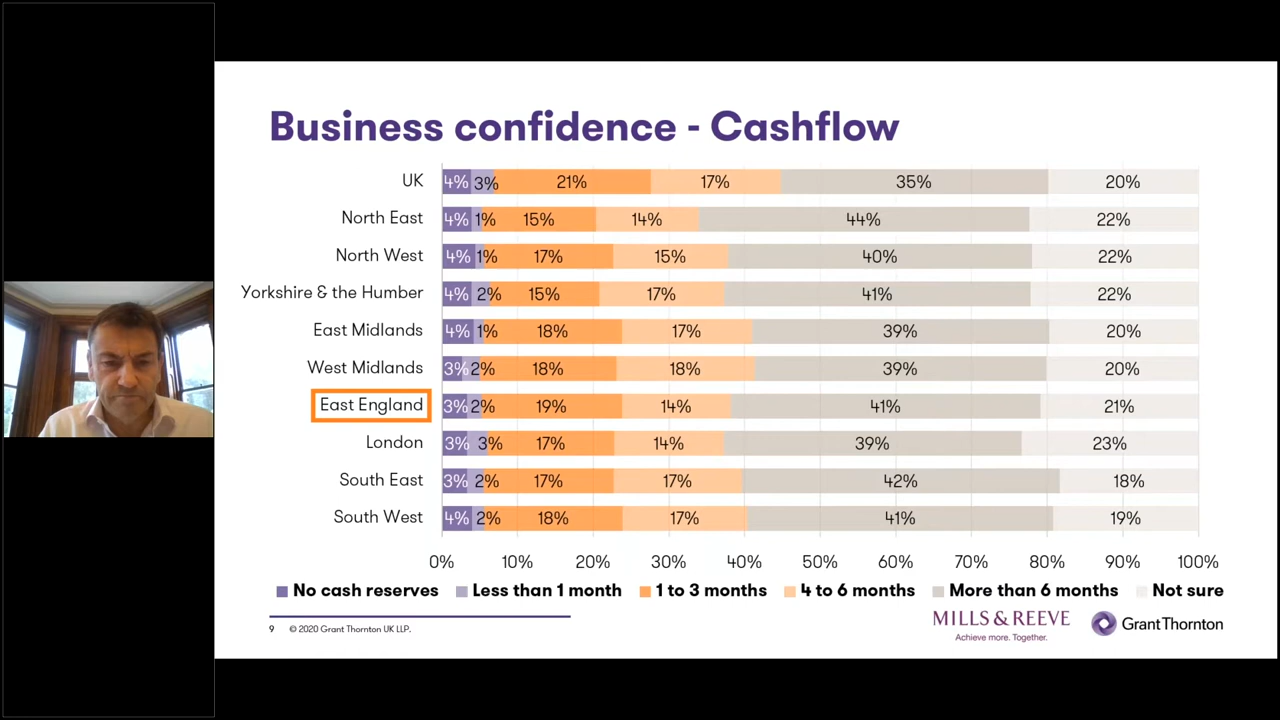 Business confidence - Cashflow
UK 4% 3% 21% 17% 35% 20%
North East 4% 1% 15% 14% 44% 22%
North West 4% 1% 17% 15% 40% 22%
Yorkshire & the Humber 4% 2% 15% 17% 41% 22%
East Midlands 4% 1% 18% 17% 39% 20%
West Midlands 3% 2% 18% 18% 39% 20%
East England 3% 2% 19% 14% 41% 21%
London 3% 3% 17% 14% 39% 23%
South East 3% 2% 17% 17% 42% 18%
South West 4% 2% 18% 17% 41% 19%
0% 10% 20% 30% 40% 50% 60% 70% 80% 90% 100%
No cash reserves Less than 1 month 1 to 3 months 4 to 6 months More than 6 months Not sure
9 © 2020 Grant Thornton UK LLP.
MILLS & REEVE
Achieve more. Together.
Grant Thornton